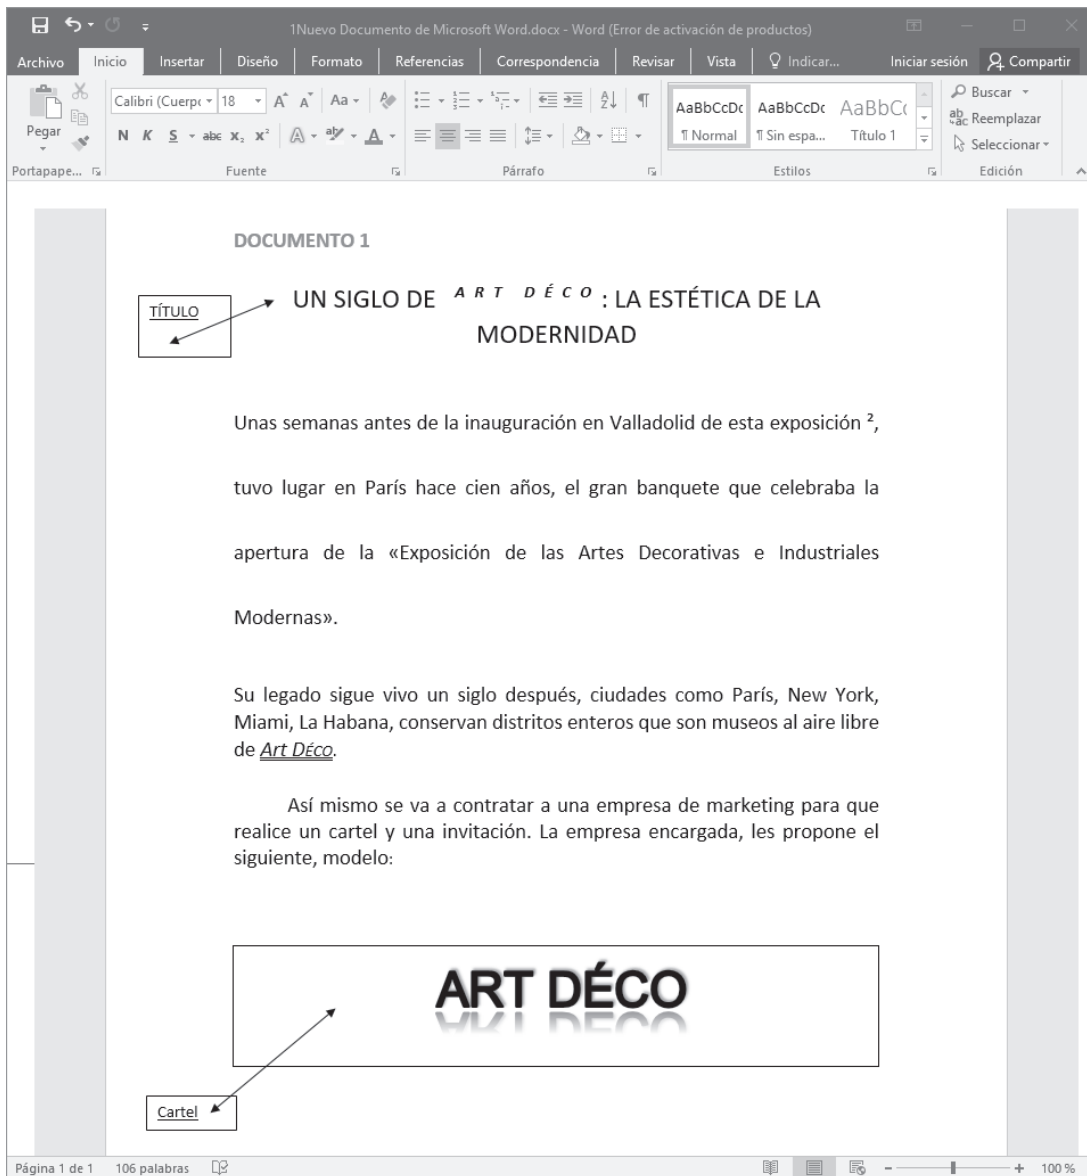 1Nuevo Documento de Microsoft Word.docx - Word (Error de activación de productos)
Archivo Inicio Insertar Diseño Formato Referencias Correspondencia Revisar Vista Indicar... Iniciar sesión Compartir
Pegar
Calibri (Cuerpo 18 A A Aa
N K S abc X₂ X² A aby A
AaBbCcDc AaBbCcDc AaBbCc
¶ Normal ¶ Sin espa... Título 1
Buscar
Reemplazar
Seleccionar
Portapape... Fuente Párrafo Estilos Edición
DOCUMENTO 1
TÍTULO
UN SIGLO DE ART DÉCO : LA ESTÉTICA DE LA
MODERNIDAD
Unas semanas antes de la inauguración en Valladolid de esta exposición ²,
tuvo lugar en París hace cien años, el gran banquete que celebraba la
apertura de la «Exposición de las Artes Decorativas e Industriales
Modernas».
Su legado sigue vivo un siglo después, ciudades como París, New York,
Miami, La Habana, conservan distritos enteros que son museos al aire libre
de Art DÉCO.
Así mismo se va a contratar a una empresa de marketing para que
realice un cartel y una invitación. La empresa encargada, les propone el
siguiente, modelo:
ART DÉCO
Cartel
Página 1 de 1 106 palabras 100 %